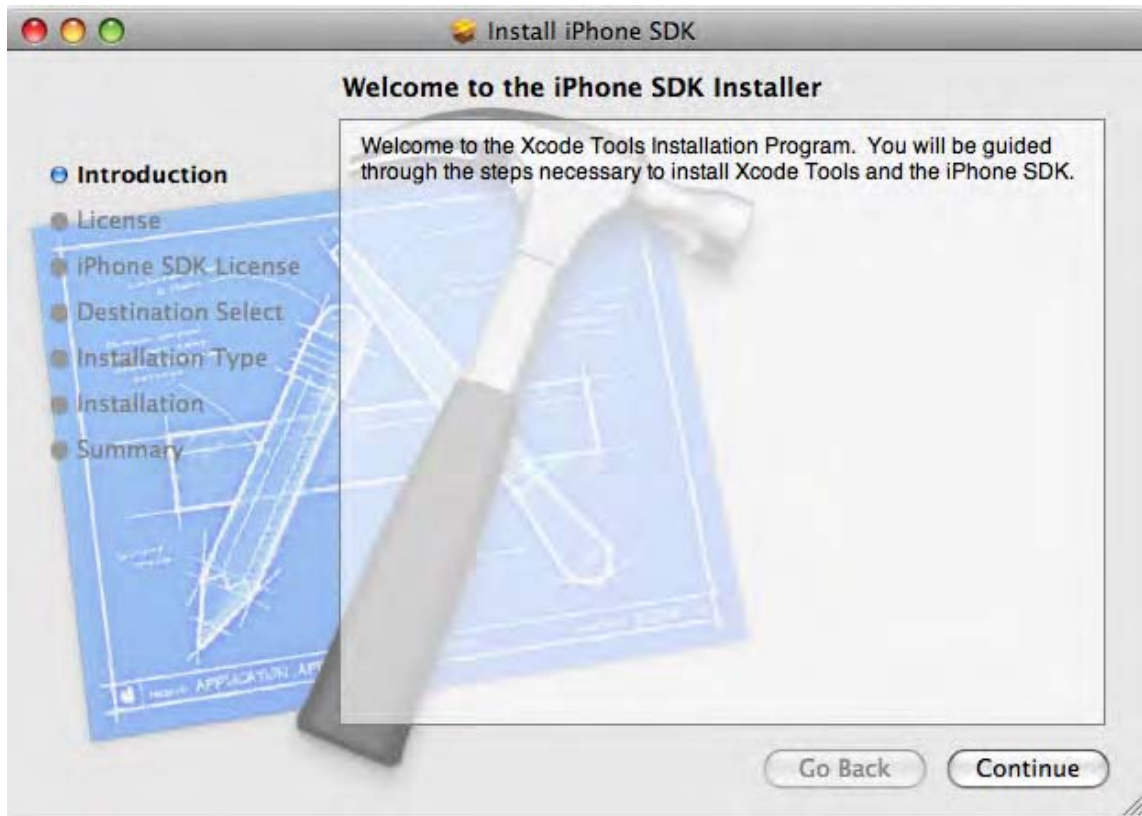 Install iPhone SDK
Welcome to the iPhone SDK Installer
Introduction
License
iPhone SDK License
Destination Select
Installation Type
Installation
Summary
Welcome to the Xcode Tools Installation Program. You will be guided
through the steps necessary to install Xcode Tools and the iPhone SDK.
APPLICATION APP
Go Back
Continue